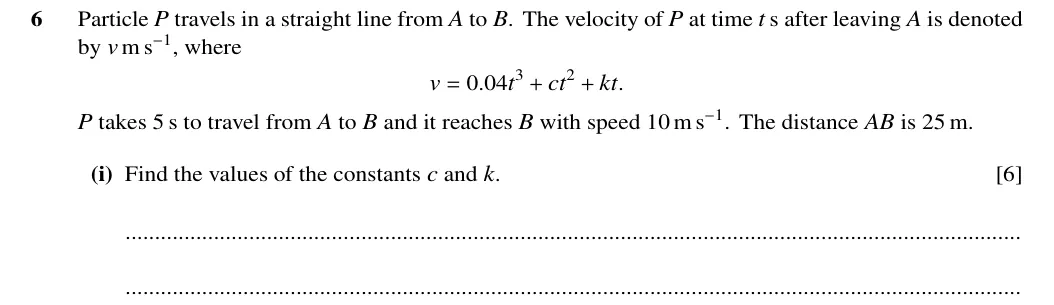 6 Particle P travels in a straight line from A to B. The velocity of P at time t s after leaving A is denoted
by v m s⁻¹, where
v = 0.04t³ + ct² + kt.
P takes 5 s to travel from A to B and it reaches B with speed 10 m s⁻¹. The distance AB is 25 m.
(i) Find the values of the constants c and k. [6]